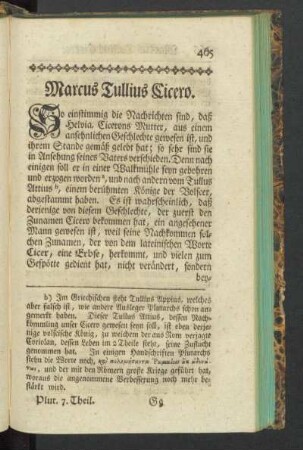 465
Marcus Tullius Cicero.
So einstimmig die Nachrichten sind, daß
Helvia, Cicerons Mutter, aus einem
ansehnlichen Geschlechte gewesen ist, und
ihrem Stande gemäß gelebt hat; so sehr sind sie
in Ansehung seines Vaters verschieden. Denn nach
einigen soll er in einer Walkmühle seyn gebohren
und erzogen worden, und nach andern vom Tullus
Attius, einem berühmten Könige der Volscer,
abgestammt haben. Es ist wahrscheinlich, daß
derjenige von diesem Geschlechte, der zuerst den
Zunamen Cicero bekommen hat, ein angesehener
Mann gewesen ist, weil seine Nachkommen sol-
chen Zunamen, der von dem lateinischen Worte
Cicer, eine Erbse, herkommt, und vielen zum
Gespötte gedient hat, nicht verändert, sondern
bey-
b) Im Griechischen steht Tullius Appius, welches
aber falsch ist, wie andere Ausleger Plutarchs schon an-
gemerkt haben. Dieser Tullus Attius, dessen Nach-
kömmling unser Cicero gewesen seyn soll, ist eben derje-
nige volscische König, zu welchem der aus Rom verjagte
Coriolan, dessen Leben im 2 Theile steht, seine Zuflucht
genommen hat. In einigen Handschriften Plutarchs
stehn die Worte noch,
und der mit den Römern große Kriege geführt hat,
woraus die angenommene Verbesserung noch mehr be-
stärkt wird.
Plut. 7. Theil. Gg